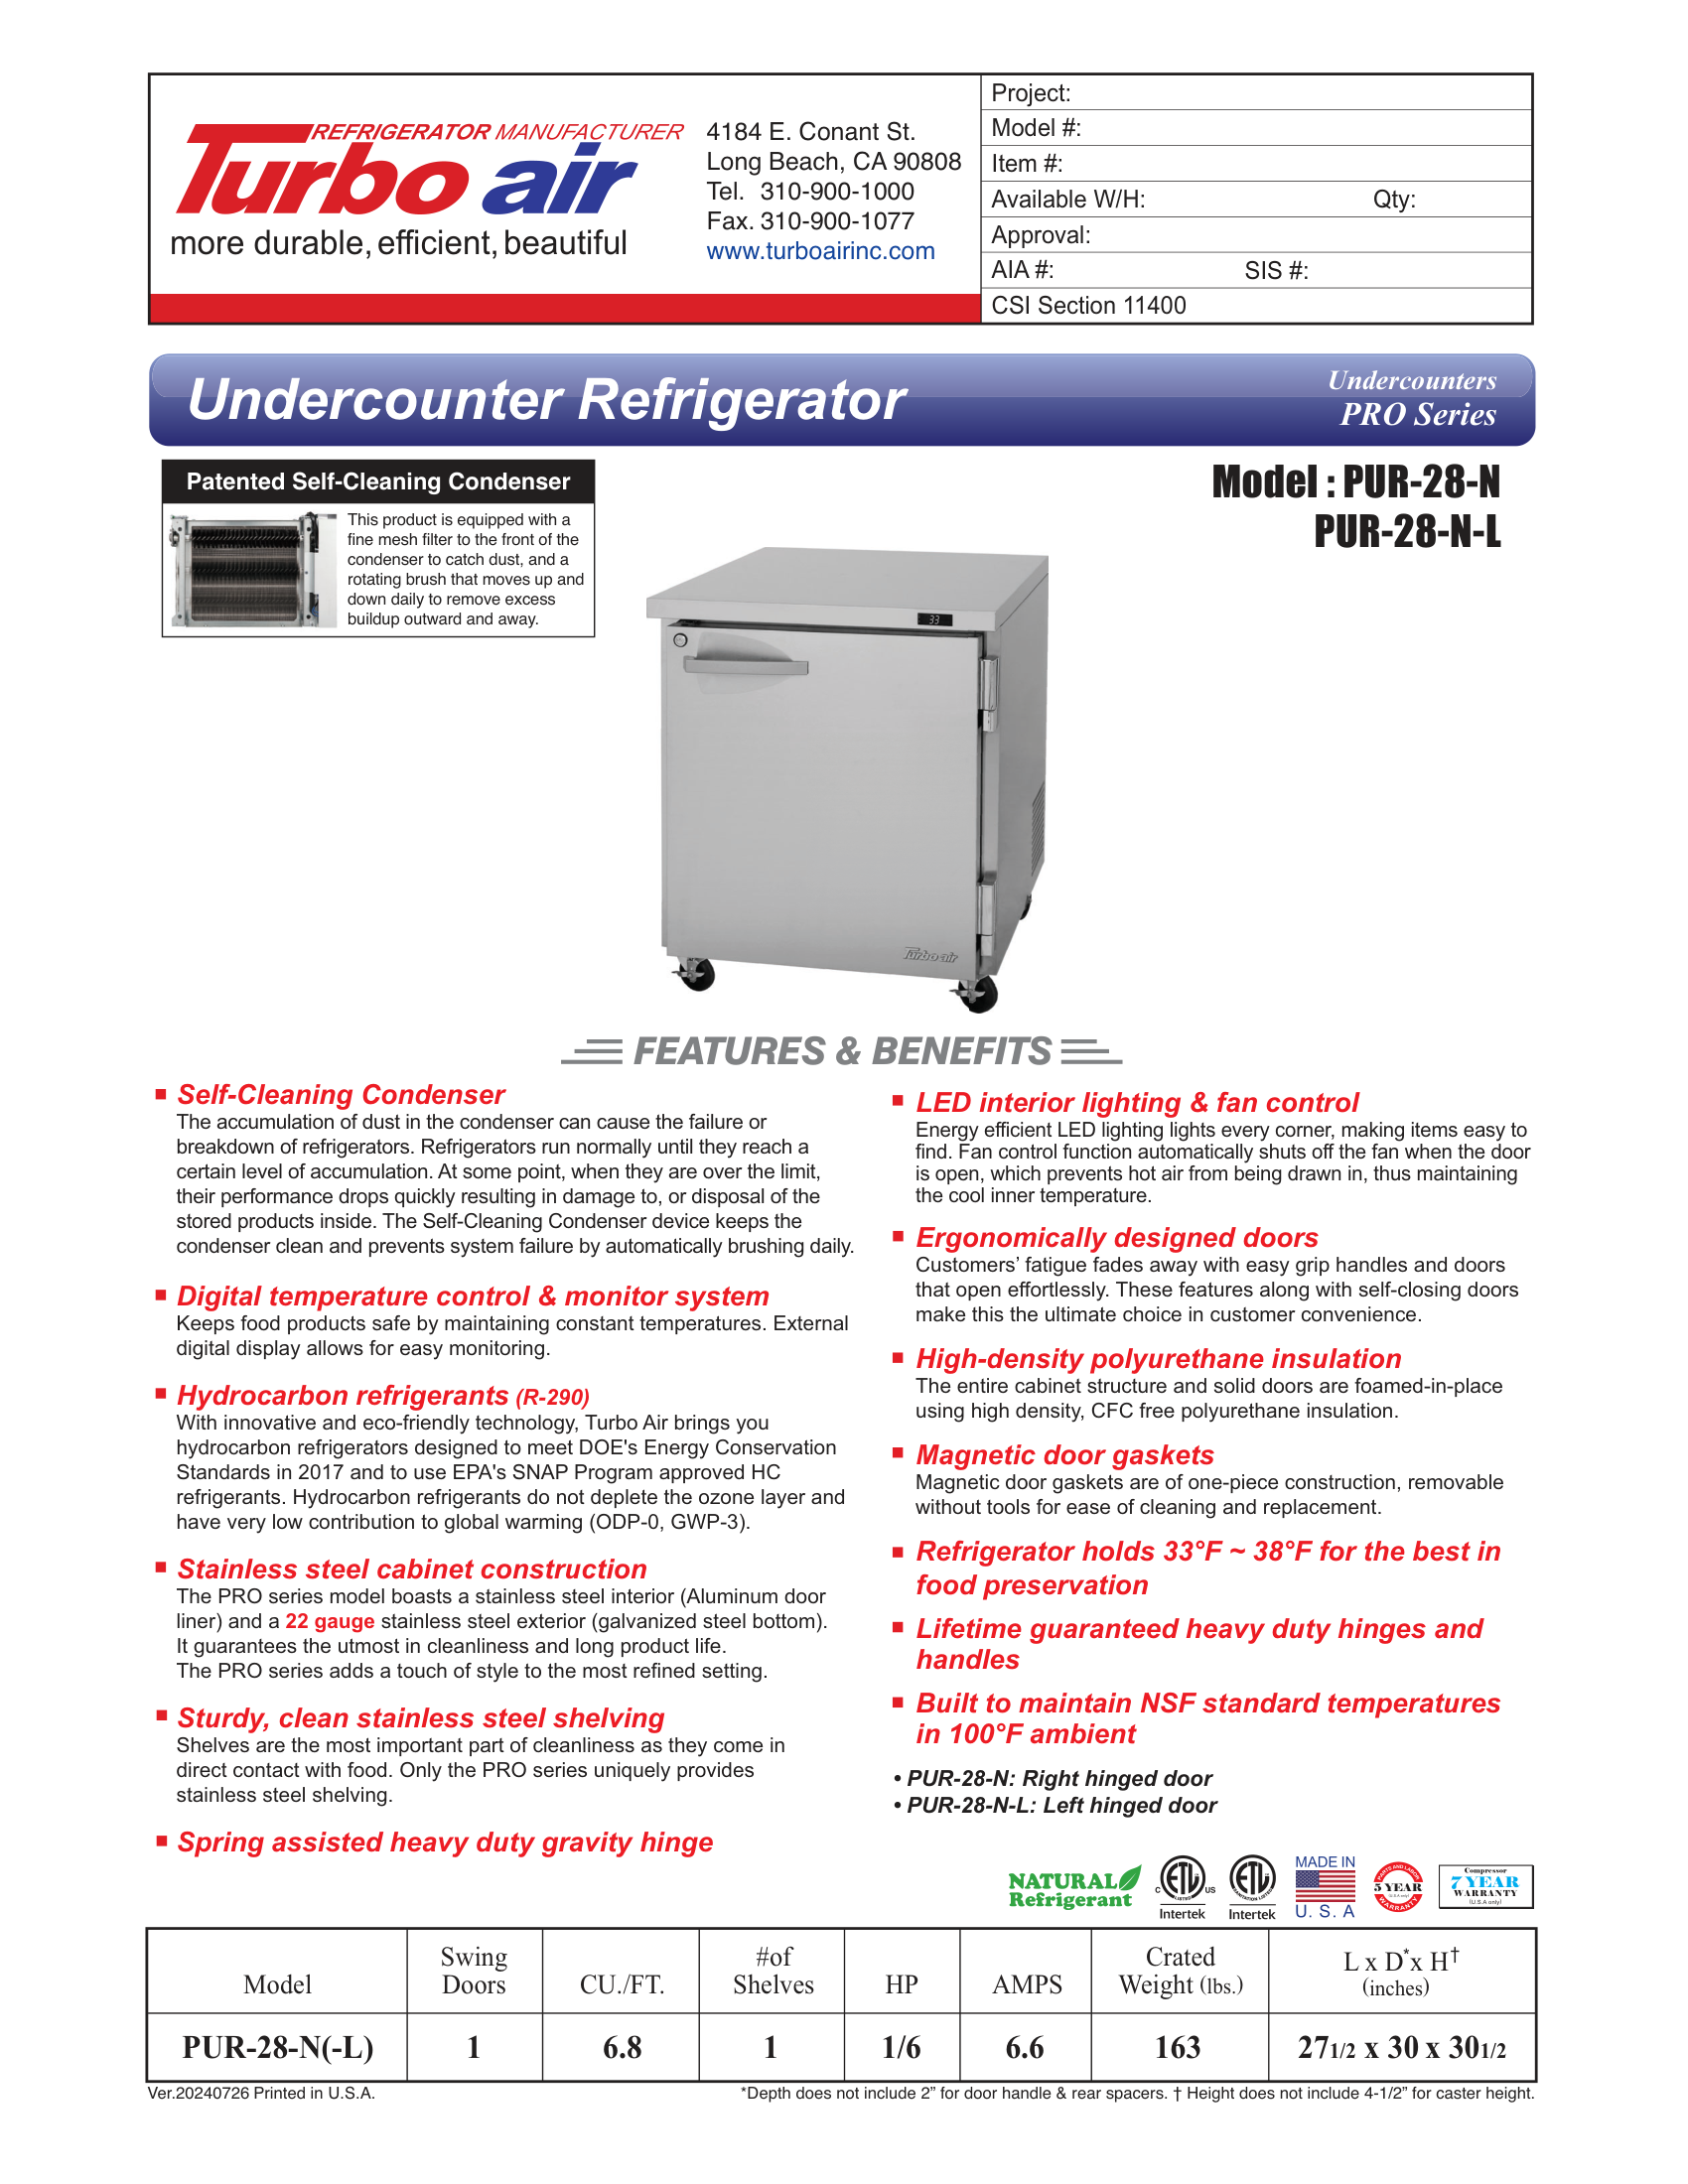 REFRIGERATOR MANUFACTURER
Turbo air
more durable, efficient, beautiful
4184 E. Conant St.
Long Beach, CA 90808
Tel. 310-900-1000
Fax. 310-900-1077
www.turboairinc.com
Project:
Model #:
Item #:
Available W/H: Qty:
Approval:
AIA #: SIS #:
CSI Section 11400
Undercounter Refrigerator
Undercounters
PRO Series
Patented Self-Cleaning Condenser
This product is equipped with a
fine mesh filter to the front of the
condenser to catch dust, and a
rotating brush that moves up and
down daily to remove excess
buildup outward and away.
Model : PUR-28-N
PUR-28-N-L
33
Turbo air
FEATURES & BENEFITS
■ Self-Cleaning Condenser
The accumulation of dust in the condenser can cause the failure or
breakdown of refrigerators. Refrigerators run normally until they reach a
certain level of accumulation. At some point, when they are over the limit,
their performance drops quickly resulting in damage to, or disposal of the
stored products inside. The Self-Cleaning Condenser device keeps the
condenser clean and prevents system failure by automatically brushing daily.
■ Digital temperature control & monitor system
Keeps food products safe by maintaining constant temperatures. External
digital display allows for easy monitoring.
■ Hydrocarbon refrigerants (R-290)
With innovative and eco-friendly technology, Turbo Air brings you
hydrocarbon refrigerators designed to meet DOE's Energy Conservation
Standards in 2017 and to use EPA's SNAP Program approved HC
refrigerants. Hydrocarbon refrigerants do not deplete the ozone layer and
have very low contribution to global warming (ODP-0, GWP-3).
■ Stainless steel cabinet construction
The PRO series model boasts a stainless steel interior (Aluminum door
liner) and a 22 gauge stainless steel exterior (galvanized steel bottom).
It guarantees the utmost in cleanliness and long product life.
The PRO series adds a touch of style to the most refined setting.
■ Sturdy, clean stainless steel shelving
Shelves are the most important part of cleanliness as they come in
direct contact with food. Only the PRO series uniquely provides
stainless steel shelving.
■ Spring assisted heavy duty gravity hinge
■ LED interior lighting & fan control
Energy efficient LED lighting lights every corner, making items easy to
find. Fan control function automatically shuts off the fan when the door
is open, which prevents hot air from being drawn in, thus maintaining
the cool inner temperature.
■ Ergonomically designed doors
Customers’ fatigue fades away with easy grip handles and doors
that open effortlessly. These features along with self-closing doors
make this the ultimate choice in customer convenience.
■ High-density polyurethane insulation
The entire cabinet structure and solid doors are foamed-in-place
using high density, CFC free polyurethane insulation.
■ Magnetic door gaskets
Magnetic door gaskets are of one-piece construction, removable
without tools for ease of cleaning and replacement.
■ Refrigerator holds 33°F ~ 38°F for the best in
food preservation
■ Lifetime guaranteed heavy duty hinges and
handles
■ Built to maintain NSF standard temperatures
in 100°F ambient
• PUR-28-N: Right hinged door
• PUR-28-N-L: Left hinged door
NATURAL
Refrigerant
C ETL US
LISTED
Intertek
ETL
SANITATION LISTED
Intertek
MADE IN
U. S. A
PARTS AND LABOR
5 YEAR
(U.S.A only)
WARRANTY
Compressor
7 YEAR
WARRANTY
(U.S.A only)
Model Swing Doors CU./FT. #of Shelves HP AMPS Crated Weight (lbs.) L x D* x H† (inches)
PUR-28-N(-L) 1 6.8 1 1/6 6.6 163 271/2 x 30 x 301/2
Ver.20240726 Printed in U.S.A.
*Depth does not include 2” for door handle & rear spacers. † Height does not include 4-1/2” for caster height.